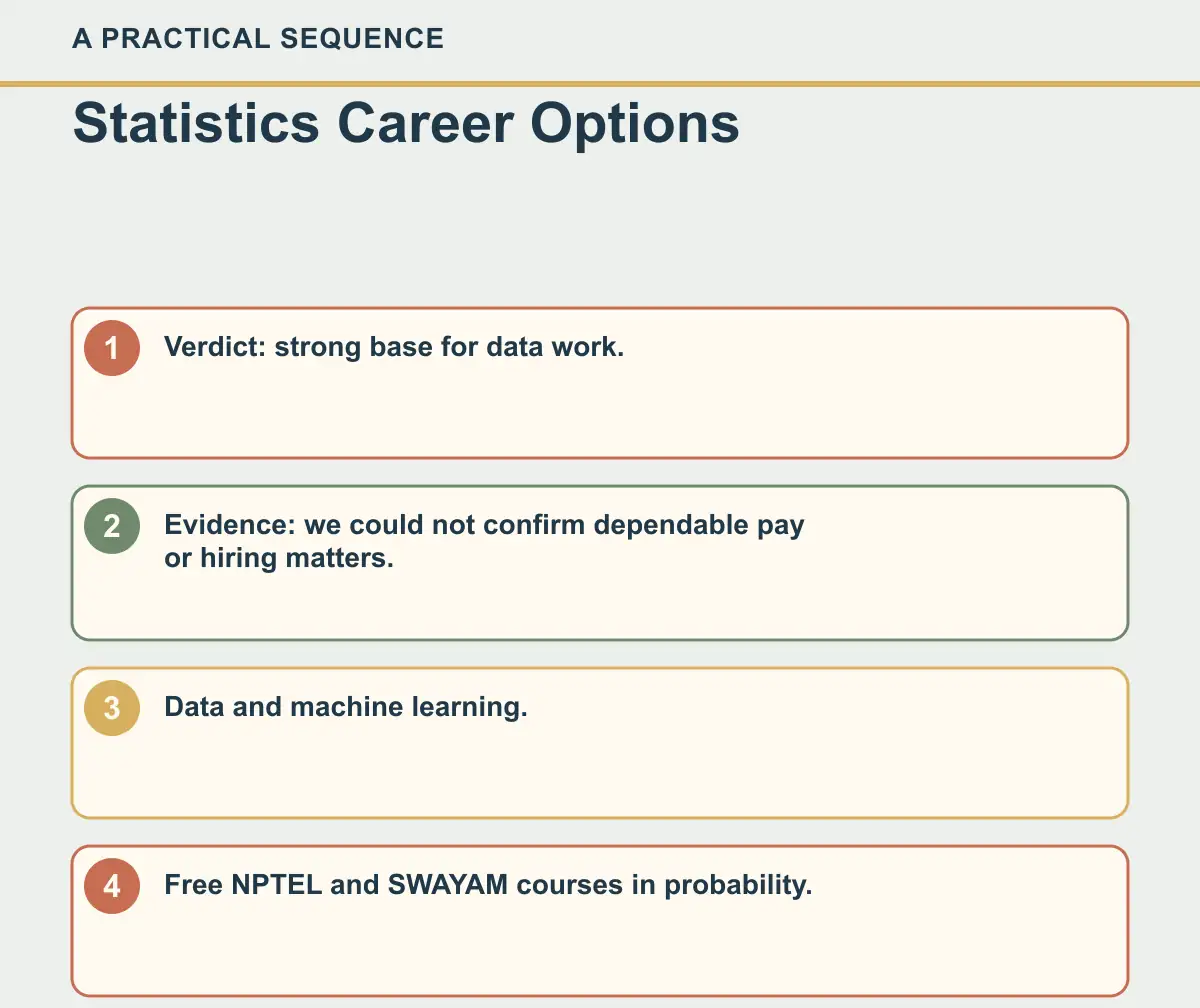 A PRACTICAL SEQUENCE
Statistics Career Options
1
Verdict: strong base for data work.
2
Evidence: we could not confirm dependable pay
or hiring matters.
3
Data and machine learning.
4
Free NPTEL and SWAYAM courses in probability.